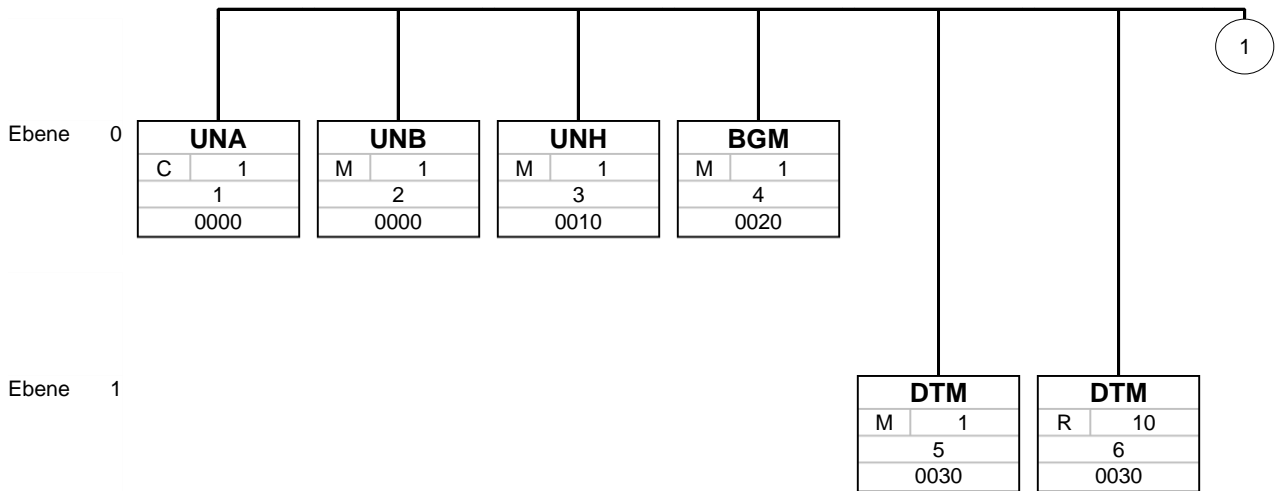 1
Ebene 0
UNA UNB UNH BGM
C 1 M 1 M 1 M 1
1 2 3 4
0000 0000 0010 0020
Ebene 1
DTM DTM
M 1 R 10
5 6
0030 0030